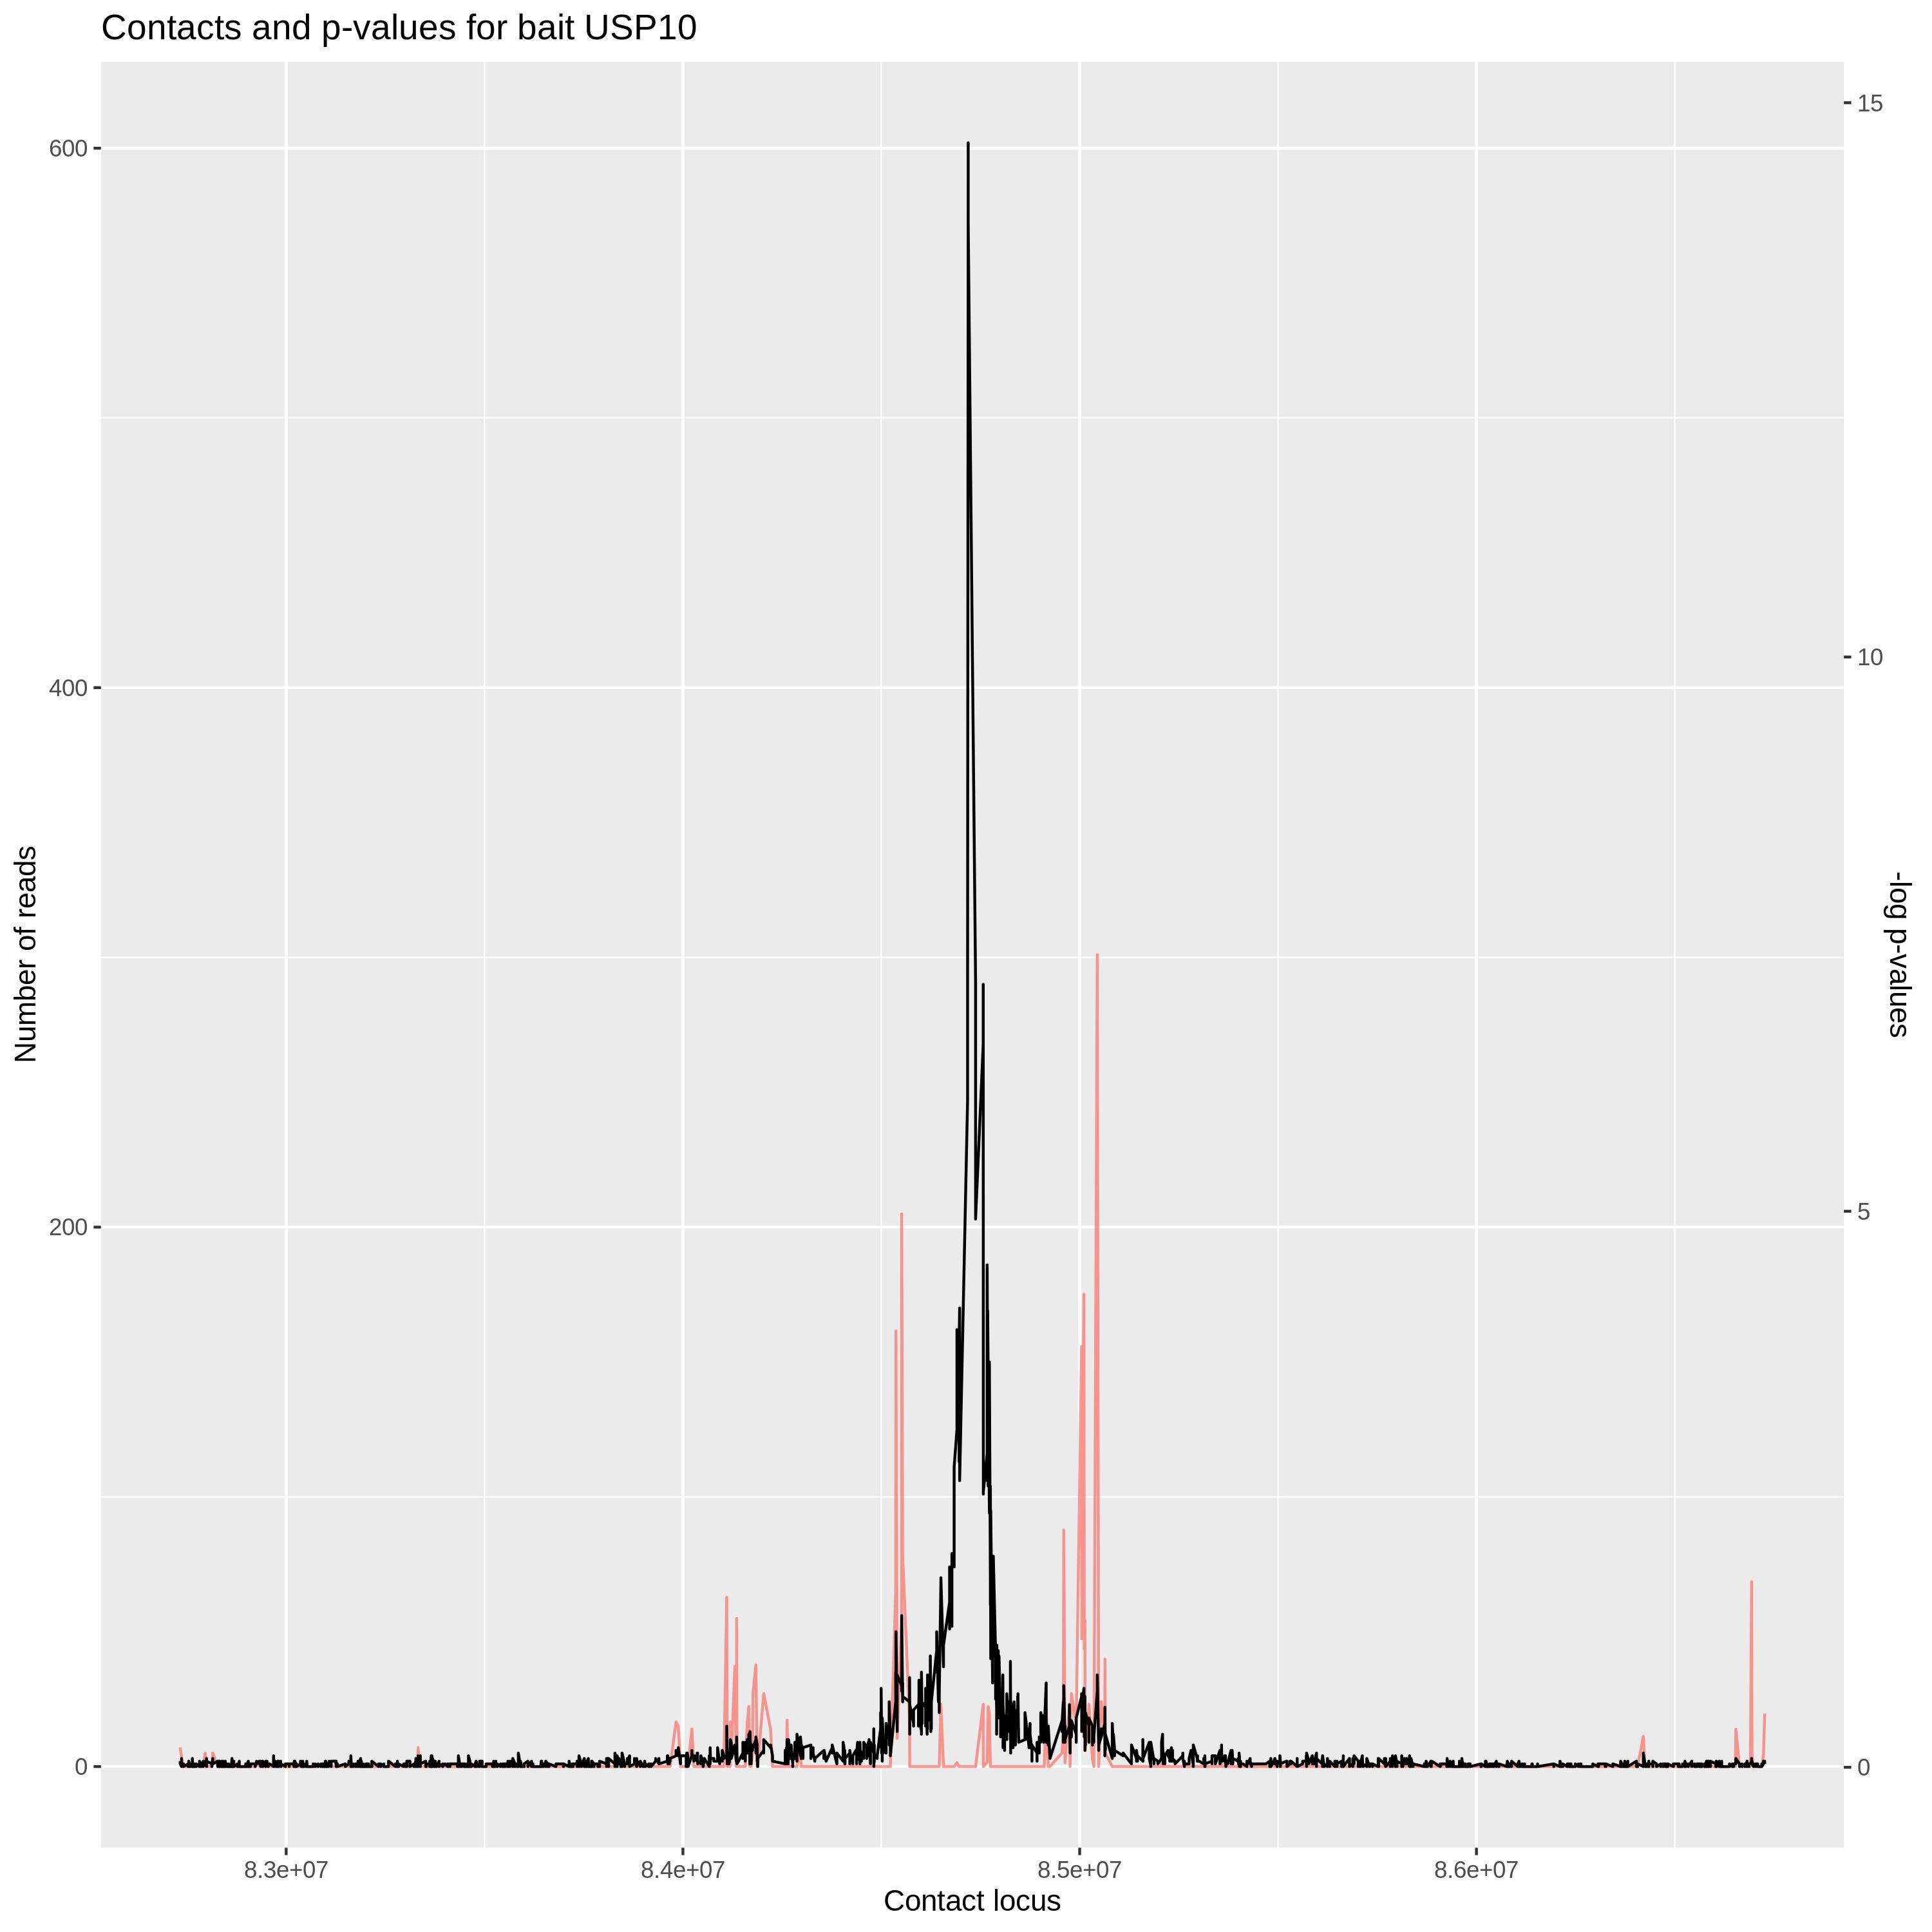 Contacts and p-values for bait USP10
600
400
200
0
Number of reads
15
10
5
0
-log p-values
8.3e+07 8.4e+07 8.5e+07 8.6e+07
Contact locus